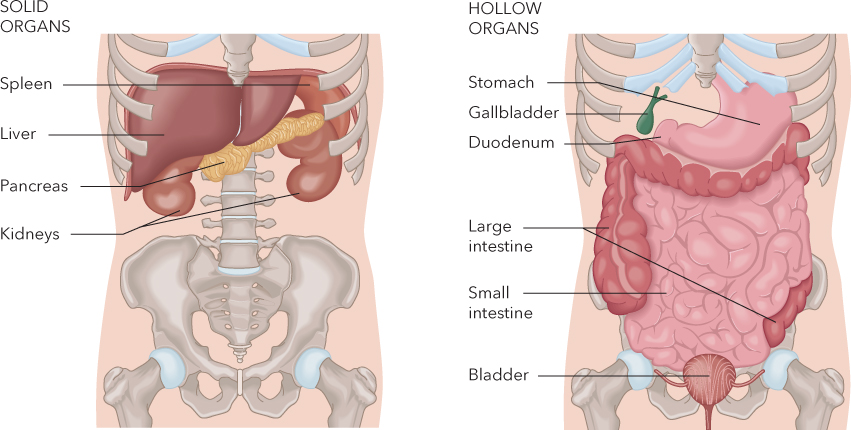 SOLID
ORGANS
Spleen
Liver
Pancreas
Kidneys
HOLLOW
ORGANS
Stomach
Gallbladder
Duodenum
Large
intestine
Small
intestine
Bladder